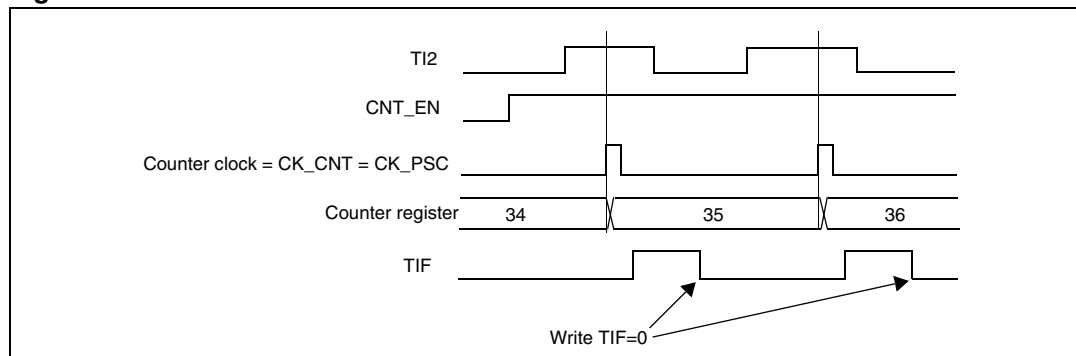 TI2
CNT_EN
Counter clock = CK_CNT = CK_PSC
Counter register 34 35 36
TIF
Write TIF=0